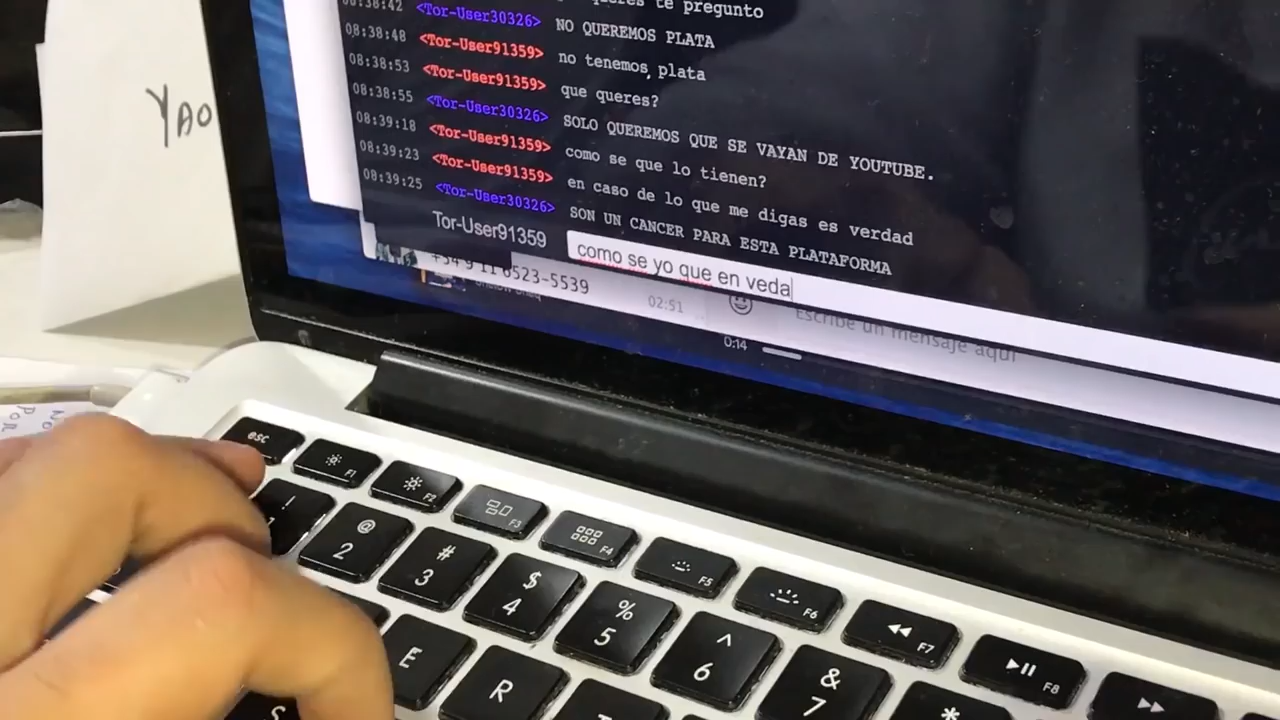 YAO
te pregunto
08:38:42 <Tor-User30326> NO QUEREMOS PLATA
08:38:48 <Tor-User91359> no tenemos, plata
08:38:53 <Tor-User91359> que queres?
08:38:55 <Tor-User30326> SOLO QUEREMOS QUE SE VAYAN DE YOUTUBE.
08:39:18 <Tor-User91359> como se que lo tienen?
08:39:23 <Tor-User91359> en caso de lo que me digas es verdad
08:39:25 <Tor-User30326> SON UN CANCER PARA ESTA PLATAFORMA
Tor-User91359 como se yo que en veda
+54 9 11 6523-5539
02:51
Escribe un mensaje aquí
0:14
NO
POR
esc F1 F2 F3 F4 F5 F6 F7 F8
! @ 2 # 3 $ 4 % 5 ^ 6 & 7 *
E R